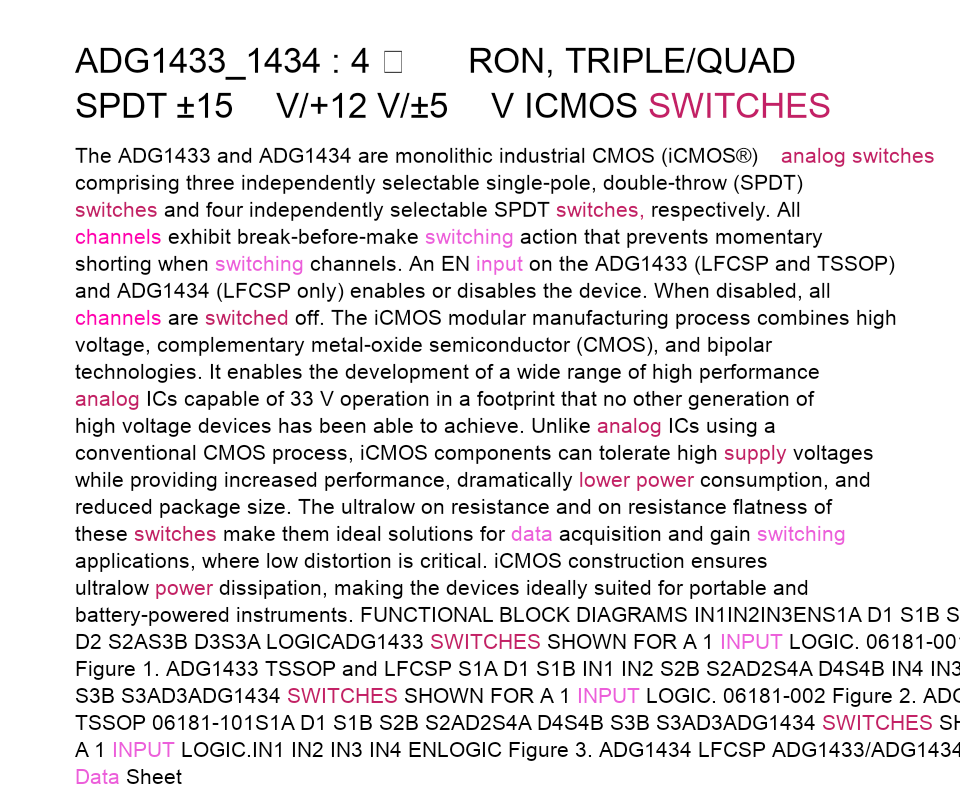 ADG1433_1434 : 4 □ RON, TRIPLE/QUAD
SPDT ±15 V/+12 V/±5 V ICMOS SWITCHES
The ADG1433 and ADG1434 are monolithic industrial CMOS (iCMOS®) analog switches
comprising three independently selectable single-pole, double-throw (SPDT)
switches and four independently selectable SPDT switches, respectively. All
channels exhibit break-before-make switching action that prevents momentary
shorting when switching channels. An EN input on the ADG1433 (LFCSP and TSSOP)
and ADG1434 (LFCSP only) enables or disables the device. When disabled, all
channels are switched off. The iCMOS modular manufacturing process combines high
voltage, complementary metal-oxide semiconductor (CMOS), and bipolar
technologies. It enables the development of a wide range of high performance
analog ICs capable of 33 V operation in a footprint that no other generation of
high voltage devices has been able to achieve. Unlike analog ICs using a
conventional CMOS process, iCMOS components can tolerate high supply voltages
while providing increased performance, dramatically lower power consumption, and
reduced package size. The ultralow on resistance and on resistance flatness of
these switches make them ideal solutions for data acquisition and gain switching
applications, where low distortion is critical. iCMOS construction ensures
ultralow power dissipation, making the devices ideally suited for portable and
battery-powered instruments. FUNCTIONAL BLOCK DIAGRAMS IN1IN2IN3ENS1A D1 S1B S
D2 S2AS3B D3S3A LOGICADG1433 SWITCHES SHOWN FOR A 1 INPUT LOGIC. 06181-001
Figure 1. ADG1433 TSSOP and LFCSP S1A D1 S1B IN1 IN2 S2B S2AD2S4A D4S4B IN4 IN3
S3B S3AD3ADG1434 SWITCHES SHOWN FOR A 1 INPUT LOGIC. 06181-002 Figure 2. ADG
TSSOP 06181-101S1A D1 S1B S2B S2AD2S4A D4S4B S3B S3AD3ADG1434 SWITCHES SH
A 1 INPUT LOGIC.IN1 IN2 IN3 IN4 ENLOGIC Figure 3. ADG1434 LFCSP ADG1433/ADG1434
Data Sheet